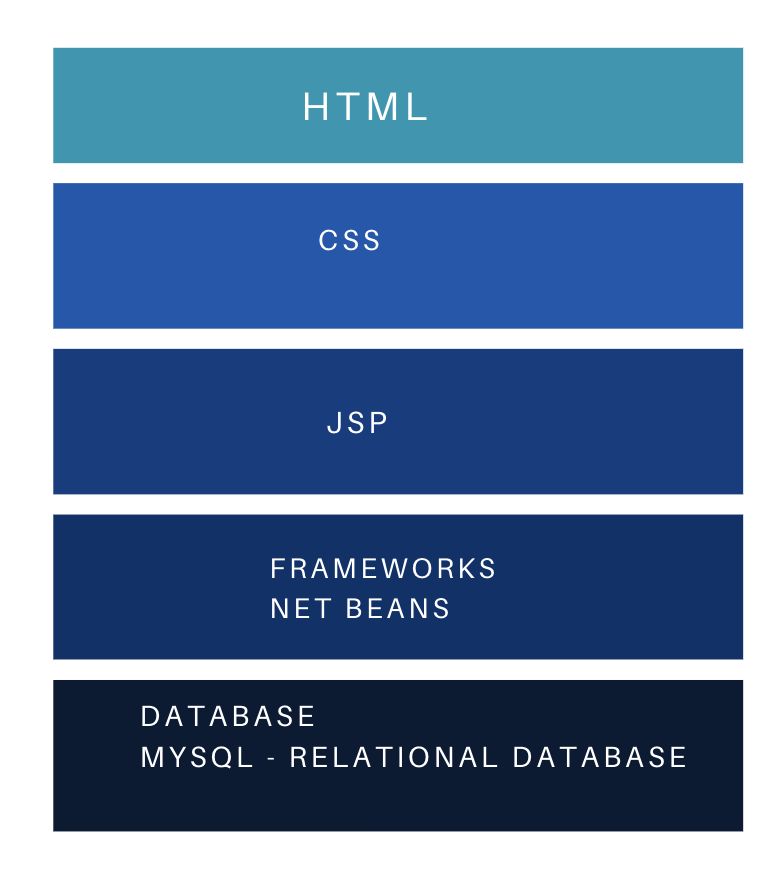 HTML
CSS
JSP
FRAMEWORKS
NET BEANS
DATABASE
MYSQL - RELATIONAL DATABASE